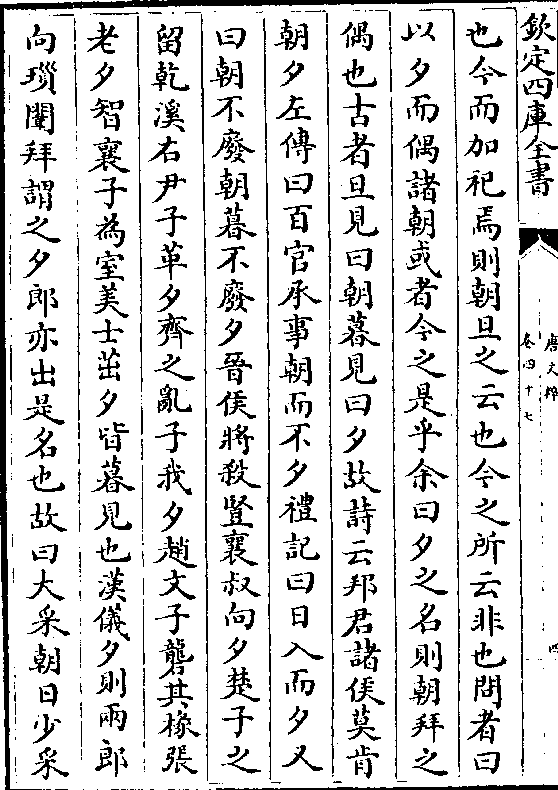 欽定四庫全書
唐文粹
卷四十七
四
也今而加祀焉則朝旦之云也今之所云非也問者曰
以夕而偶諸朝或者今之是乎余曰夕之名則朝拜之
偶也古者旦見曰朝暮見曰夕故詩云邦君諸侯莫肯
朝夕左傳曰百官承事朝而不夕禮記曰日入而夕又
曰朝不廢朝暮不廢夕晉侯將殺豎襄叔向夕楚子之
留乾溪右尹子革夕齊之亂子我夕趙文子礱其椽張
老夕智襄子為室美士茁夕皆暮見也漢儀夕則兩郎
向瑣闈拜謂之夕郎亦出是名也故曰大采朝日少采